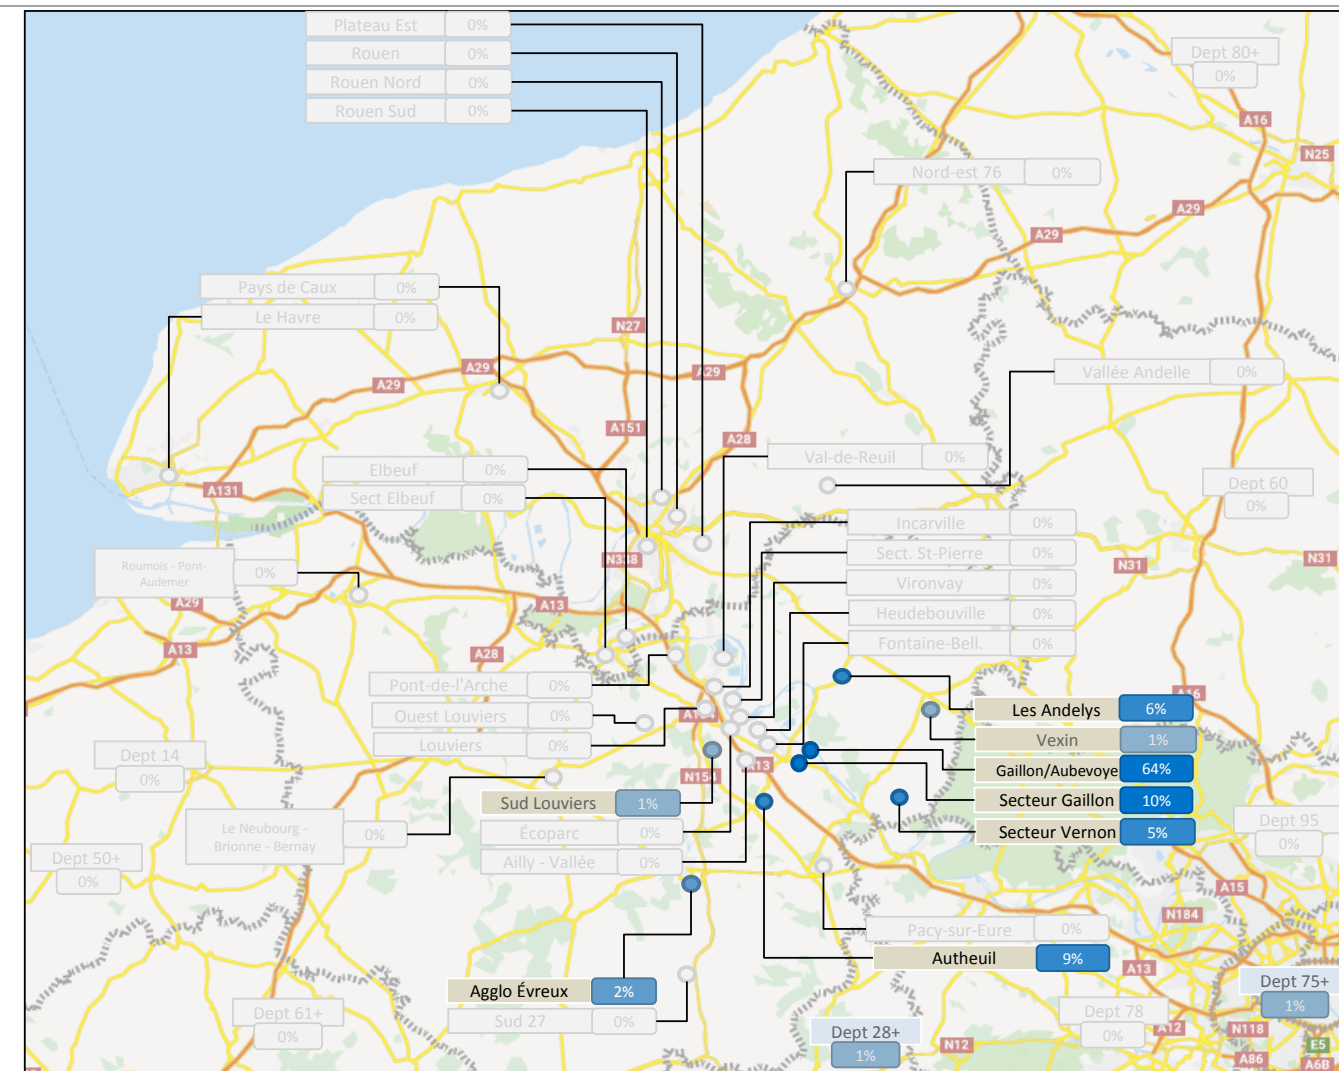 Plateau Est 0%
Rouen 0%
Rouen Nord 0%
Rouen Sud 0%
Dept 80+
0%
A16
N25
Nord-est 76 0%
A29
A29
Pays de Caux 0%
Le Havre 0%
N27
A29
A29
A29
Vallée Andelle 0%
A151
A28
Val-de-Reuil 0%
Elbeuf 0%
Sect Elbeuf 0%
A131
Dept 60
0%
Incarville 0%
Sect. St-Pierre 0%
Vironvay 0%
Heudebouville 0%
Fontaine-Bell. 0%
N338
N31
N31
Roumois - Pont-
Audemer
0%
A29
A13
A13
A28
Pont-de-l'Arche 0%
Ouest Louviers 0%
Louviers 0%
A16
Les Andelys 6%
Vexin 1%
Gaillon/Aubevoye 64%
Secteur Gaillon 10%
Secteur Vernon 5%
Dept 14
0%
N154
Sud Louviers 1%
Écoparc 0%
Ailly - Vallée 0%
Le Neubourg -
Brionne - Bernay
0%
Dept 50+
0%
Dept 95
0%
A15
N184
Pacy-sur-Eure 0%
Autheuil 9%
A13
Agglo Évreux 2%
Sud 27 0%
Dept 61+
0%
Dept 28+
1%
Dept 78
0%
Dept 75+
1%
A12
N118
N12
E5
A86
A6B